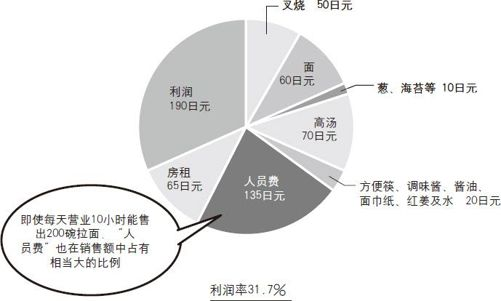 叉烧 50日元
面
60日元
葱、海苔等 10日元
高汤
70日元
方便筷、调味酱、酱油、
面巾纸、红姜及水 20日元
人员费
135日元
房租
65日元
利润
190日元
即使每天营业10小时能售
出200碗拉面，“人
员费”也在销售额中占有
相当大的比例
利润率31.7%